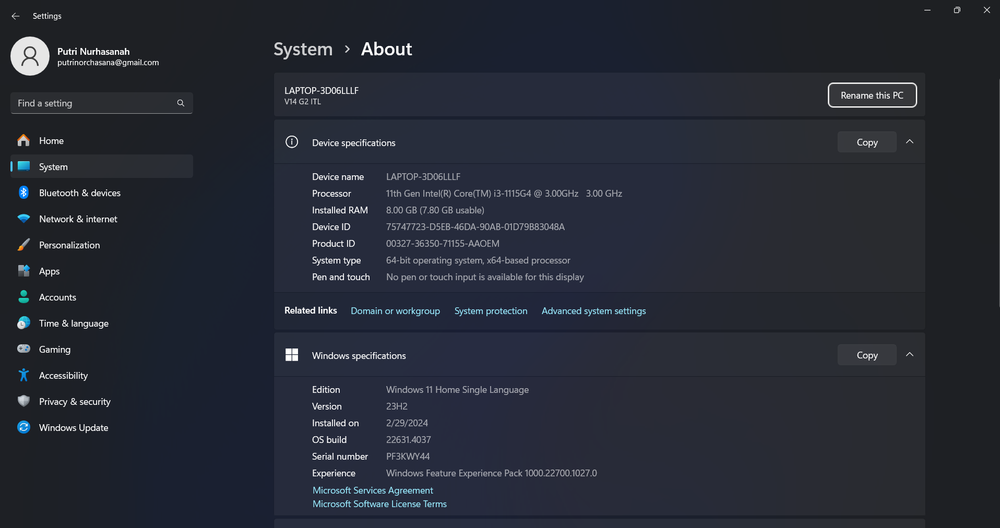 Settings
Putri Nurhasanah
putrinorchasana@gmail.com
Find a setting
Home
System
Bluetooth & devices
Network & internet
Personalization
Apps
Accounts
Time & language
Gaming
Accessibility
Privacy & security
Windows Update
System > About
LAPTOP-3D06LLLF
V14 G2 ITL
Rename this PC
Device specifications
Copy
Device name LAPTOP-3D06LLLF
Processor 11th Gen Intel(R) Core(TM) i3-1115G4 @ 3.00GHz 3.00 GHz
Installed RAM 8.00 GB (7.80 GB usable)
Device ID 75747723-D5EB-46DA-90AB-01D79B83048A
Product ID 00327-36350-71155-AAOEM
System type 64-bit operating system, x64-based processor
Pen and touch No pen or touch input is available for this display
Related links Domain or workgroup System protection Advanced system settings
Windows specifications
Copy
Edition Windows 11 Home Single Language
Version 23H2
Installed on 2/29/2024
OS build 22631.4037
Serial number PF3KWY44
Experience Windows Feature Experience Pack 1000.22700.1027.0
Microsoft Services Agreement
Microsoft Software License Terms